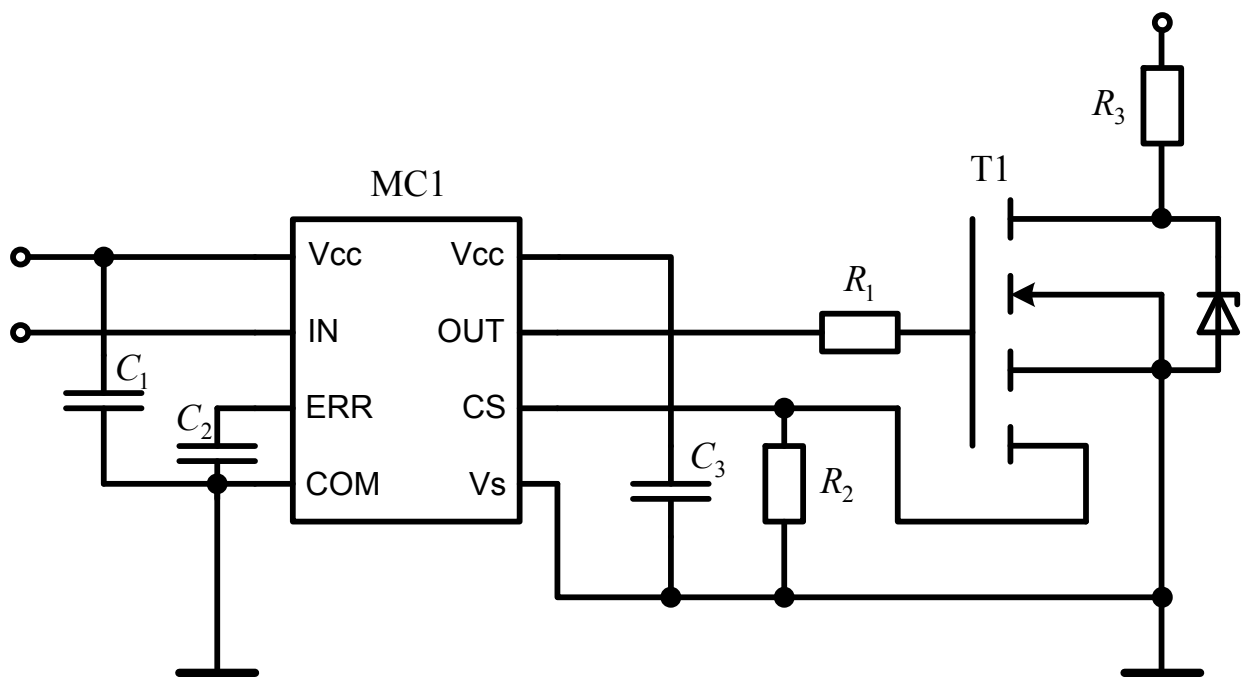 R3
T1
MC1
Vcc Vcc
R1
IN OUT
C1
ERR CS
C2
C3
R2
COM Vs